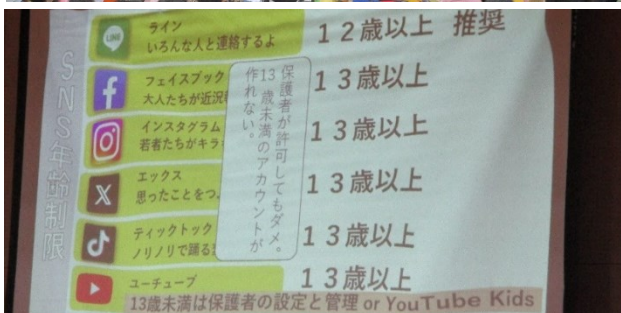 SNS年齢制限
LINE
ライン
いろんな人と連絡するよ
12歳以上 推奨
フェイスブック
大人たちが近況
13歳以上
インスタグラム
若者たちがキラ
13歳以上
エックス
思ったことをつ
13歳以上
ティックトック
ノリノリで踊る
13歳以上
ユーチューブ
13歳以上
13歳未満は保護者の設定と管理 or YouTube Kids
保護者が許可してもダメ。
13歳未満のアカウントが
作れない。